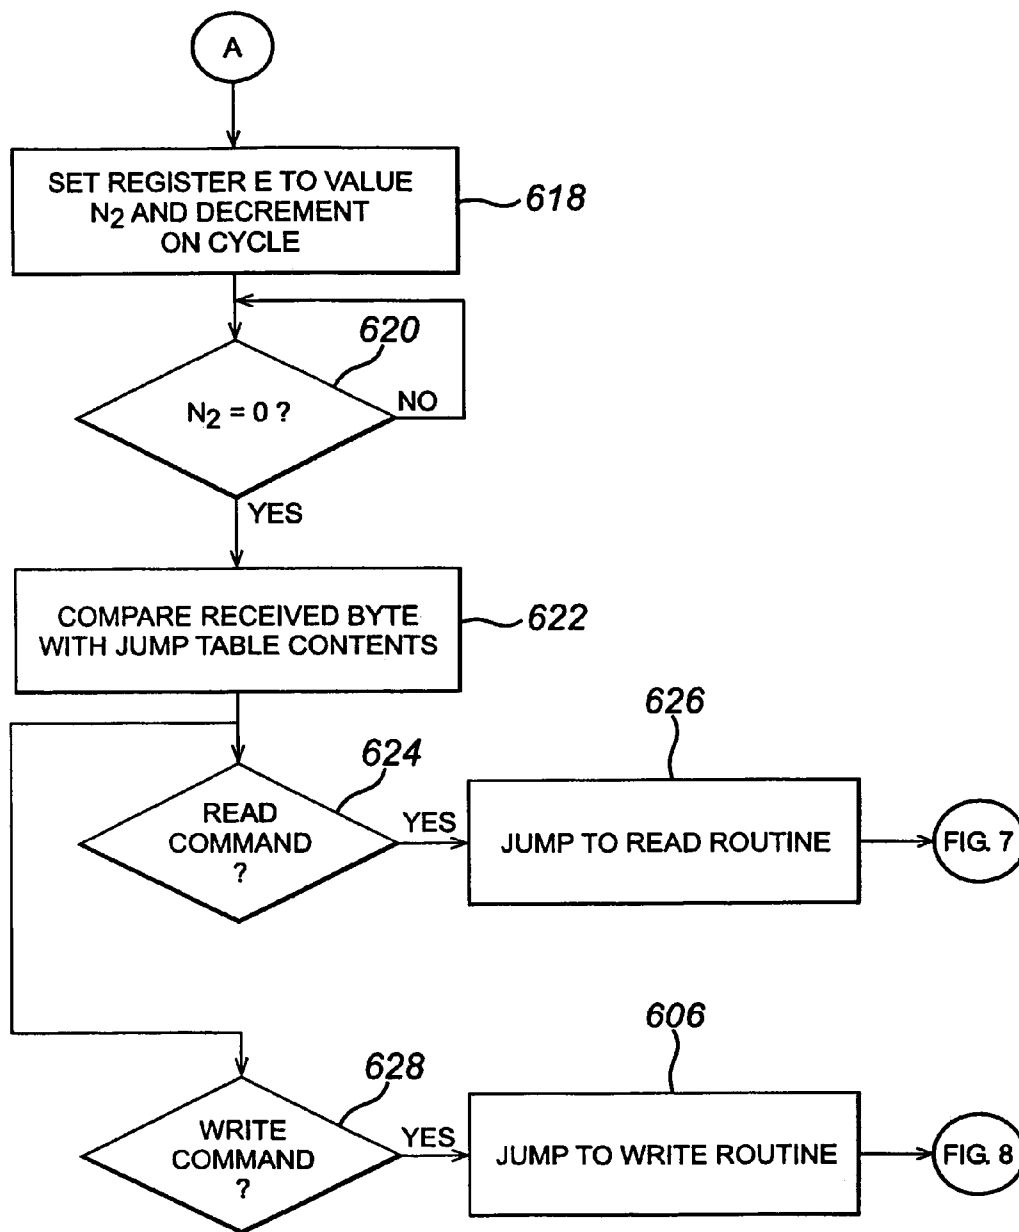 A
SET REGISTER E TO VALUE
N₂ AND DECREMENT
ON CYCLE
618
620
N₂ = 0 ?
NO
YES
COMPARE RECEIVED BYTE
WITH JUMP TABLE CONTENTS
622
624
626
READ
COMMAND
?
YES
JUMP TO READ ROUTINE
FIG. 7
628
606
WRITE
COMMAND
?
YES
JUMP TO WRITE ROUTINE
FIG. 8